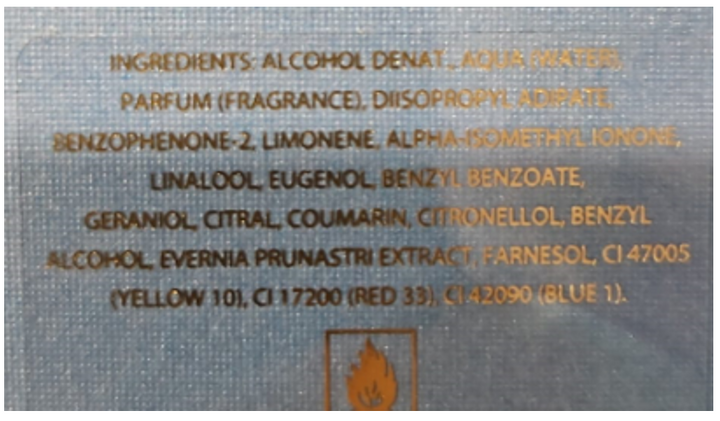 INGREDIENTS: ALCOHOL DENAT., AQUA (WATER),
PARFUM (FRAGRANCE), DIISOPROPYL ADIPATE,
BENZOPHENONE-2, LIMONENE, ALPHA-ISOMETHYL IONONE,
LINALOOL, EUGENOL, BENZYL BENZOATE,
GERANIOL, CITRAL, COUMARIN, CITRONELLOL, BENZYL
ALCOHOL, EVERNIA PRUNASTRI EXTRACT, FARNESOL, CI 47005
(YELLOW 10), CI 17200 (RED 33), CI 42090 (BLUE 1).